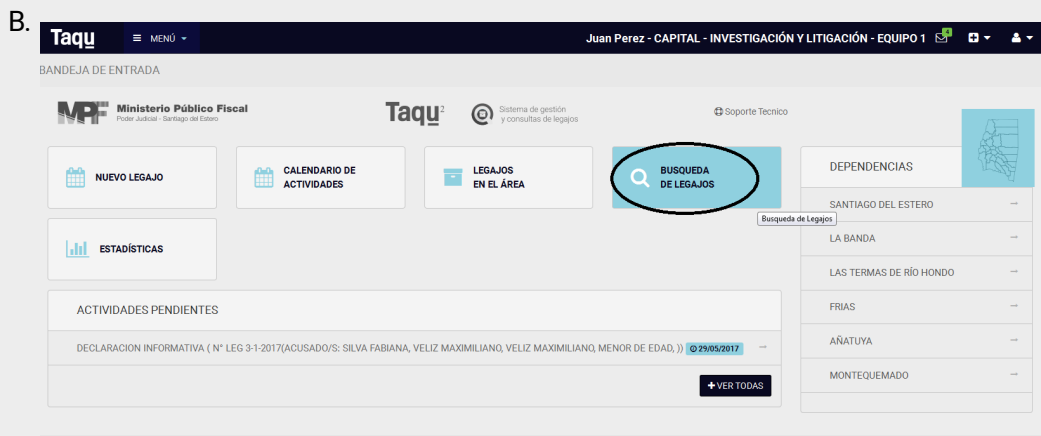 B.
Taqu MENÚ Juan Perez - CAPITAL - INVESTIGACIÓN Y LITIGACIÓN - EQUIPO 1 4
BANDEJA DE ENTRADA
MPF Ministerio Público Fiscal
Poder Judicial - Santiago del Estero
Taqu2
Sistema de gestión
y consultas de legajos
Soporte Tecnico
NUEVO LEGAJO
CALENDARIO DE
ACTIVIDADES
LEGAJOS
EN EL ÁREA
BUSQUEDA
DE LEGAJOS
Busqueda de Legajos
ESTADÍSTICAS
ACTIVIDADES PENDIENTES
DECLARACION INFORMATIVA ( N° LEG 3-1-2017(ACUSADO/S: SILVA FABIANA, VELIZ MAXIMILIANO, VELIZ MAXIMILIANO, MENOR DE EDAD, )) 29/05/2017
VER TODAS
DEPENDENCIAS
SANTIAGO DEL ESTERO
LA BANDA
LAS TERMAS DE RÍO HONDO
FRIAS
AÑATUYA
MONTEQUEMADO